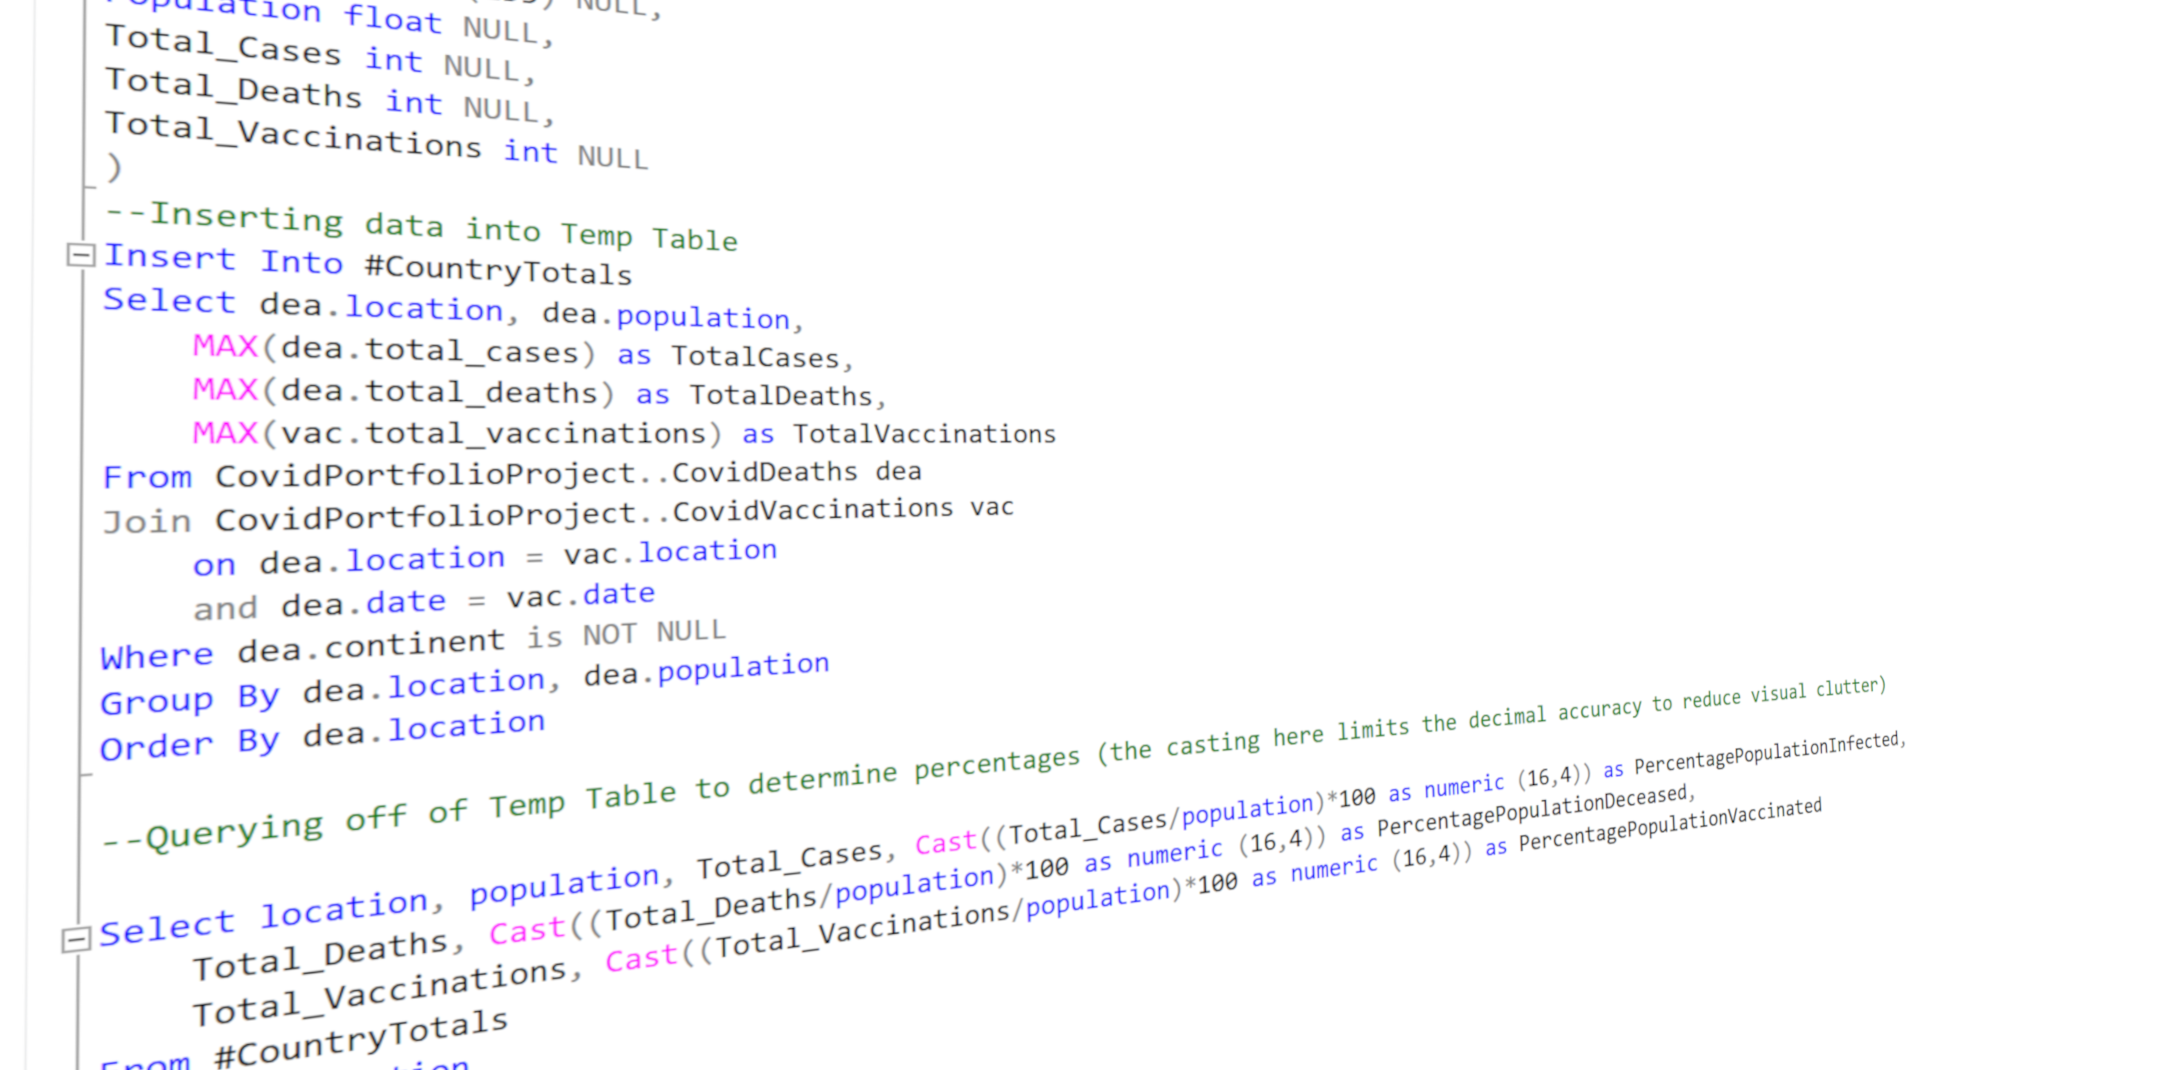 Population float NULL,
Total_Cases int NULL,
Total_Deaths int NULL,
Total_Vaccinations int NULL
)
--Inserting data into Temp Table
Insert Into #CountryTotals
Select dea.location, dea.population,
MAX(dea.total_cases) as TotalCases,
MAX(dea.total_deaths) as TotalDeaths,
MAX(vac.total_vaccinations) as TotalVaccinations
From CovidPortfolioProject..CovidDeaths dea
Join CovidPortfolioProject..CovidVaccinations vac
on dea.location = vac.location
and dea.date = vac.date
Where dea.continent is NOT NULL
Group By dea.location, dea.population
Order By dea.location
--Querying off of Temp Table to determine percentages (the casting here limits the decimal accuracy to reduce visual clutter)
Select location, population, Total_Cases, Cast((Total_Cases/population)*100 as numeric (16,4)) as PercentagePopulationInfected,
Total_Deaths, Cast((Total_Deaths/population)*100 as numeric (16,4)) as PercentagePopulationDeceased,
Total_Vaccinations, Cast((Total_Vaccinations/population)*100 as numeric (16,4)) as PercentagePopulationVaccinated
From #CountryTotals